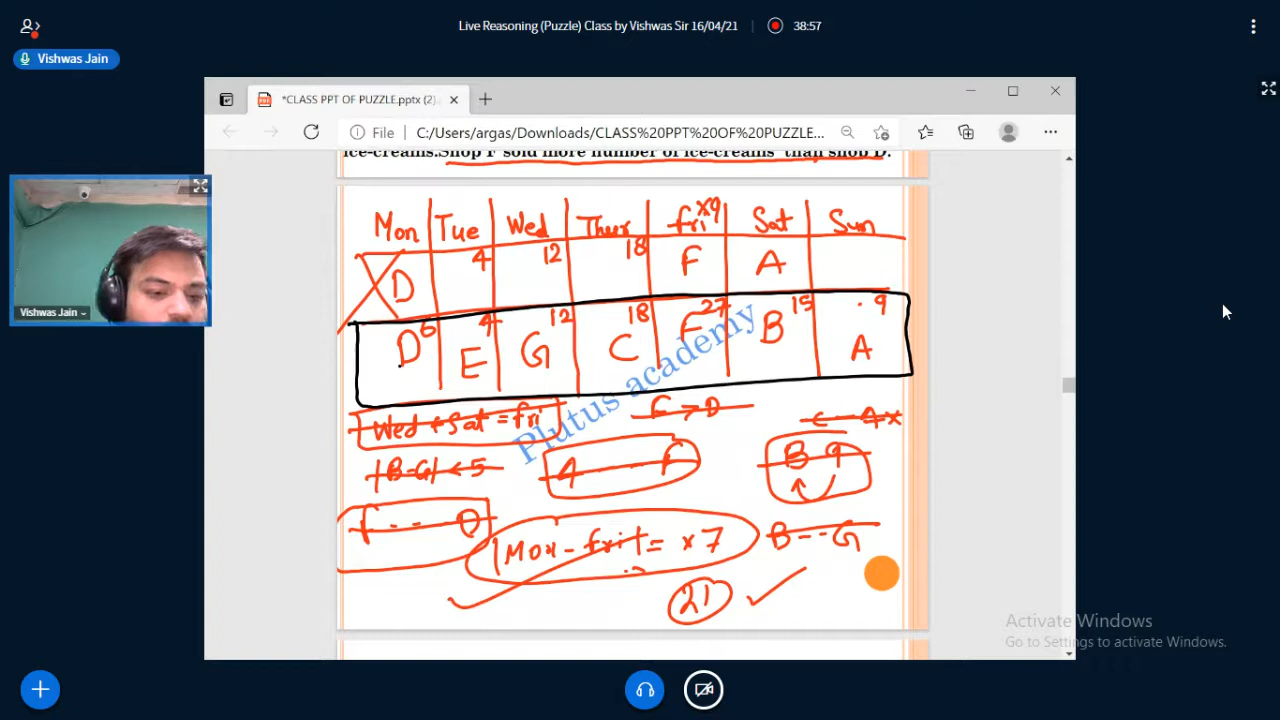 Live Reasoning (Puzzle) Class by Vishwas Sir 16/04/21
38:57
Vishwas Jain
*CLASS PPT OF PUZZLE.pptx (2).
File C:/Users/argas/Downloads/CLASS%20PPT%20OF%20PUZZLE...
ice-creams.Shop F sold more number of ice-creams than shop D.
Mon Tue Wed Thur fri x9 Sat Sun
D 4 12 18 F A
D 6 E 4 G 12 C 18 F 27 B 15 A 9
Plutus academy
Wed + Sat = fri F > D
|B-G| < 5 4 F B 9
B---G
|Mon - fri| = x7
21
Vishwas Jain
Activate Windows
Go to Settings to activate Windows.